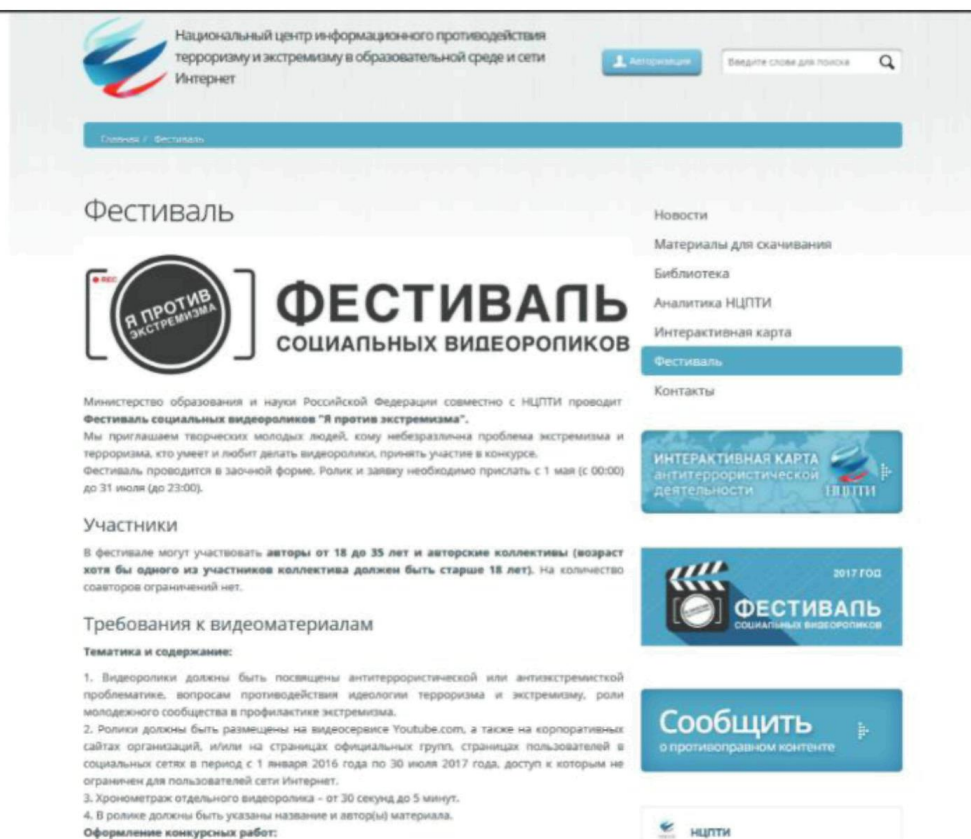 Национальный центр информационного противодействия
терроризму и экстремизму в образовательной среде и сети
Интернет
Авторизация
Введите слова для поиска
Главная / Фестиваль
Фестиваль
REC
Я ПРОТИВ
ЭКСТРЕМИЗМА
ФЕСТИВАЛЬ
СОЦИАЛЬНЫХ ВИДЕОРОЛИКОВ
Министерство образования и науки Российской Федерации совместно с НЦПТИ проводит
Фестиваль социальных видеороликов "Я против экстремизма".
Мы приглашаем творческих молодых людей, кому небезразлична проблема экстремизма и
терроризма, кто умеет и любит делать видеоролики, принять участие в конкурсе.
Фестиваль проводится в заочной форме. Ролик и заявку необходимо прислать с 1 мая (с 00:00)
до 31 июля (до 23:00).
Участники
В фестивале могут участвовать авторы от 18 до 35 лет и авторские коллективы (возраст
хотя бы одного из участников коллектива должен быть старше 18 лет). На количество
соавторов ограничений нет.
Требования к видеоматериалам
Тематика и содержание:
1. Видеоролики должны быть посвящены антитеррористической или антиэкстремисткой
проблематике, вопросам противодействия идеологии терроризма и экстремизму, роли
молодежного сообщества в профилактике экстремизма.
2. Ролики должны быть размещены на видеосервисе Youtube.com, а также на корпоративных
сайтах организаций, и/или на страницах официальных групп, страницах пользователей в
социальных сетях в период с 1 января 2016 года по 30 июля 2017 года, доступ к которым не
ограничен для пользователей сети Интернет.
3. Хронометраж отдельного видеоролика – от 30 секунд до 5 минут.
4. В ролике должны быть указаны название и автор(ы) материала.
Оформление конкурсных работ:
Новости
Материалы для скачивания
Библиотека
Аналитика НЦПТИ
Интерактивная карта
Фестиваль
Контакты
ИНТЕРАКТИВНАЯ КАРТА
антитеррористической
деятельности
НЦПТИ
2017 ГОД
ФЕСТИВАЛЬ
СОЦИАЛЬНЫХ ВИДЕОРОЛИКОВ
Сообщить
о противоправном контенте
НЦПТИ